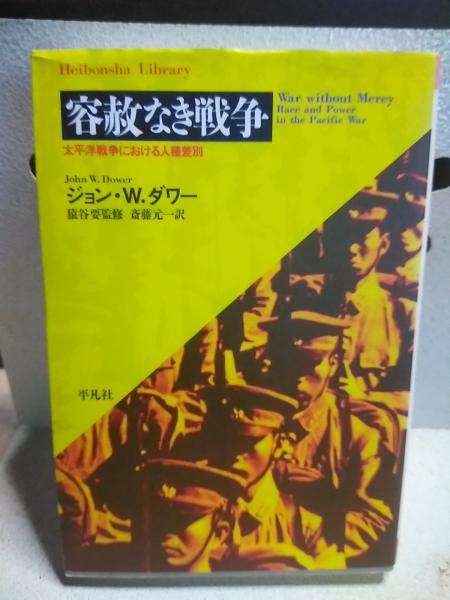 Heibonsha Library
容赦なき戦争
War without Mercy
Race and Power
in the Pacific War
太平洋戦争における人種差別
John W. Dower
ジョン・W.ダワー
猿谷要監修 斎藤元一訳
平凡社